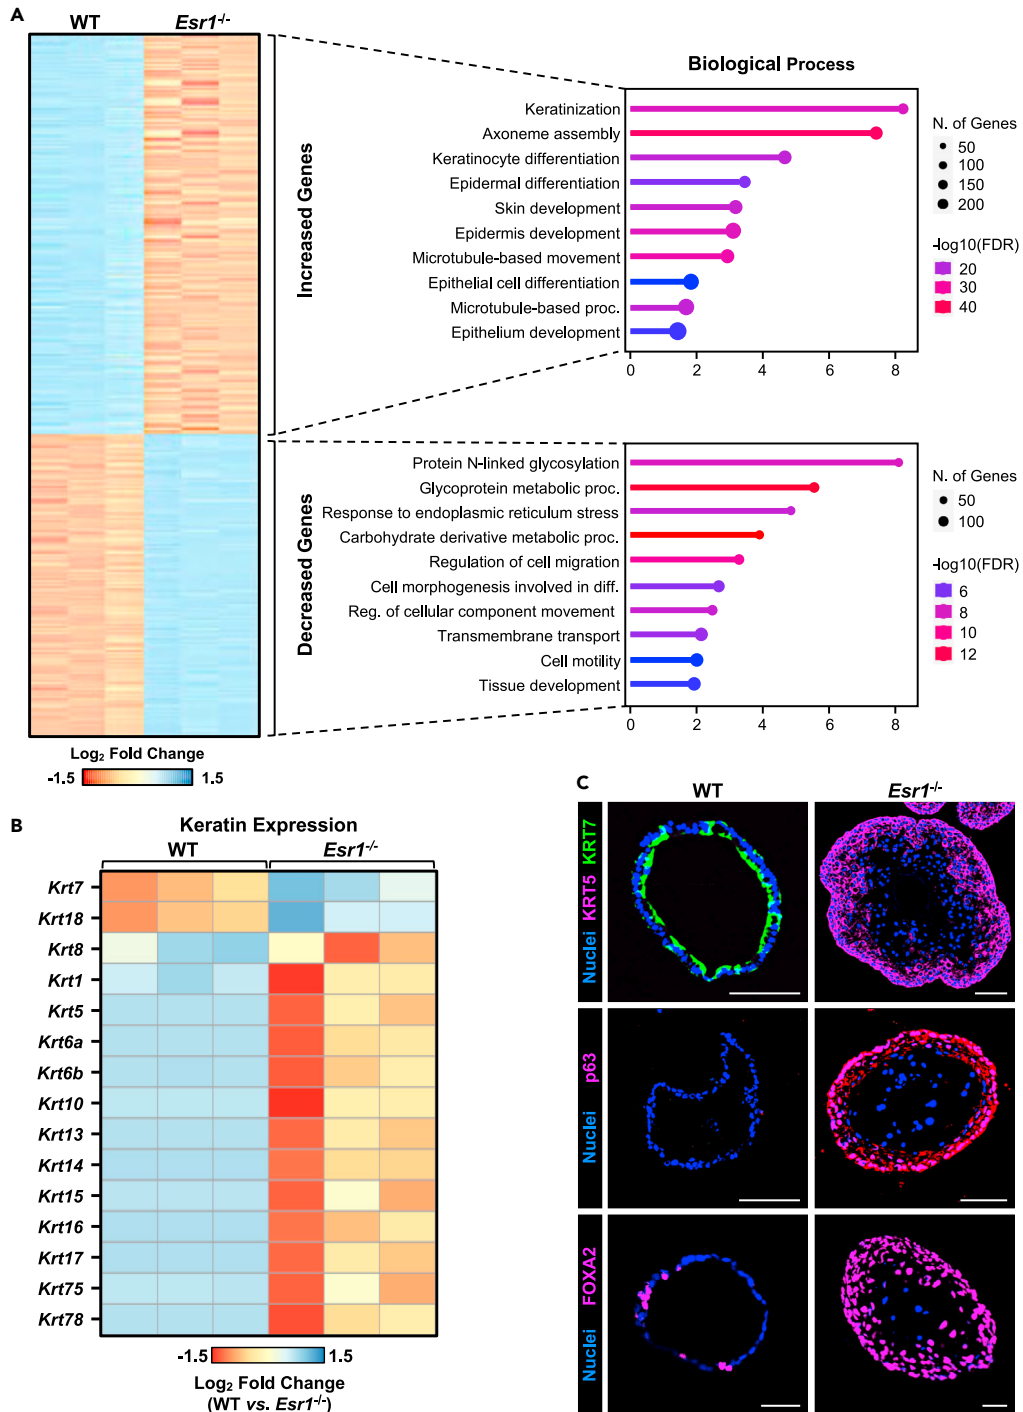 A
WT Esr1-/-
Increased Genes
Decreased Genes
Log2 Fold Change
-1.5 1.5
Biological Process
Keratinization
Axoneme assembly
Keratinocyte differentiation
Epidermal differentiation
Skin development
Epidermis development
Microtubule-based movement
Epithelial cell differentiation
Microtubule-based proc.
Epithelium development
0 2 4 6 8
N. of Genes
50
100
150
200
-log10(FDR)
20
30
40
Protein N-linked glycosylation
Glycoprotein metabolic proc.
Response to endoplasmic reticulum stress
Carbohydrate derivative metabolic proc.
Regulation of cell migration
Cell morphogenesis involved in diff.
Reg. of cellular component movement
Transmembrane transport
Cell motility
Tissue development
0 2 4 6 8
N. of Genes
50
100
-log10(FDR)
6
8
10
12
B
Keratin Expression
WT Esr1-/-
Krt7
Krt18
Krt8
Krt1
Krt5
Krt6a
Krt6b
Krt10
Krt13
Krt14
Krt15
Krt16
Krt17
Krt75
Krt78
-1.5 1.5
Log2 Fold Change
(WT vs. Esr1-/-)
C
WT Esr1-/-
Nuclei KRT5 KRT7
Nuclei p63
Nuclei FOXA2